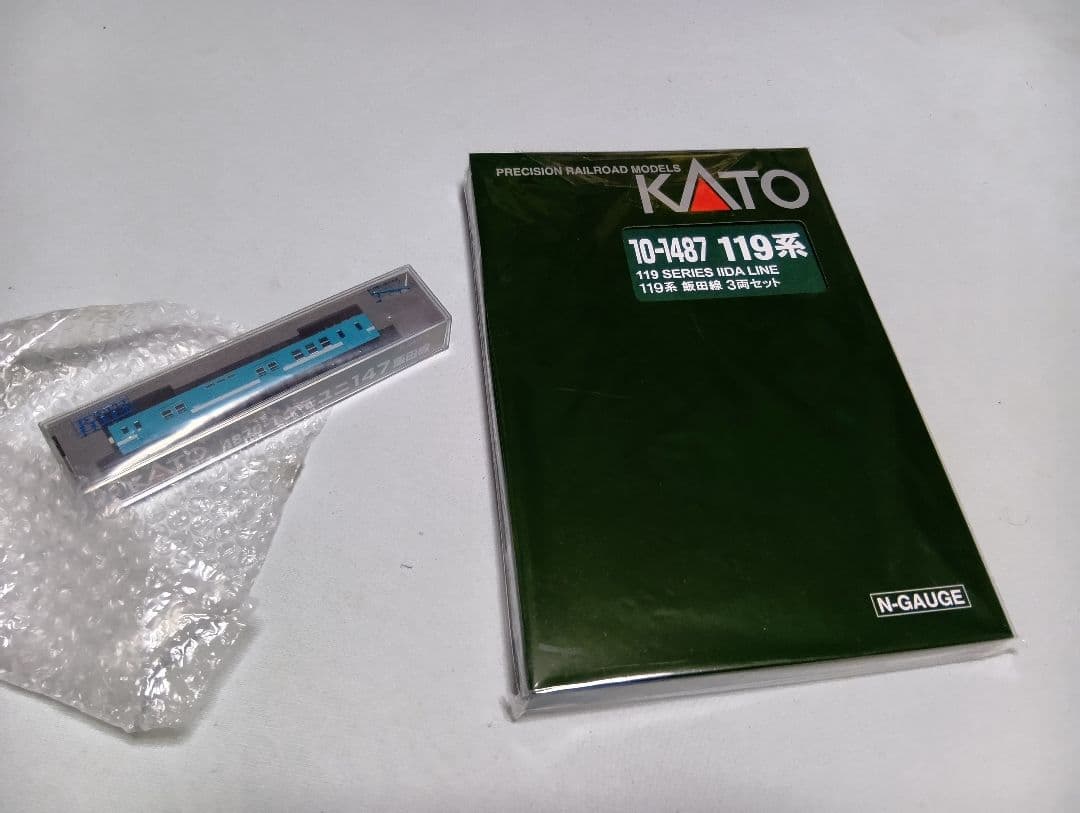 PRECISION RAILROAD MODELS
KATO
10-1487 119系
119 SERIES IIDA LINE
119系 飯田線 3両セット
N-GAUGE
KATO
クモユニ147 飯田線